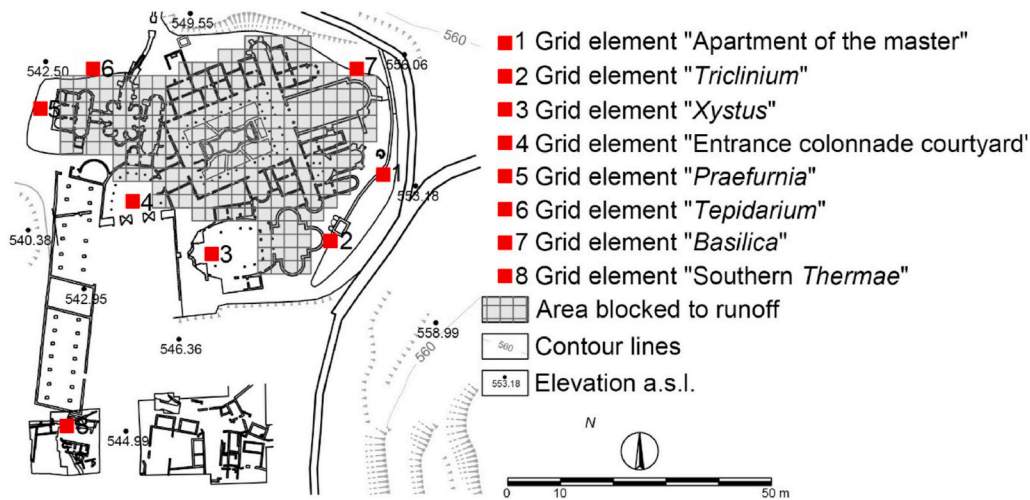 549.55
560
542.50
6
7
556.06
5
1
4
553.18
2
540.38
3
542.95
558.99
560
546.36
8
544.99
1 Grid element "Apartment of the master"
2 Grid element "Triclinium"
3 Grid element "Xystus"
4 Grid element "Entrance colonnade courtyard"
5 Grid element "Praefurnia"
6 Grid element "Tepidarium"
7 Grid element "Basilica"
8 Grid element "Southern Thermae"
Area blocked to runoff
560 Contour lines
553.18 Elevation a.s.l.
N
0 10 50 m